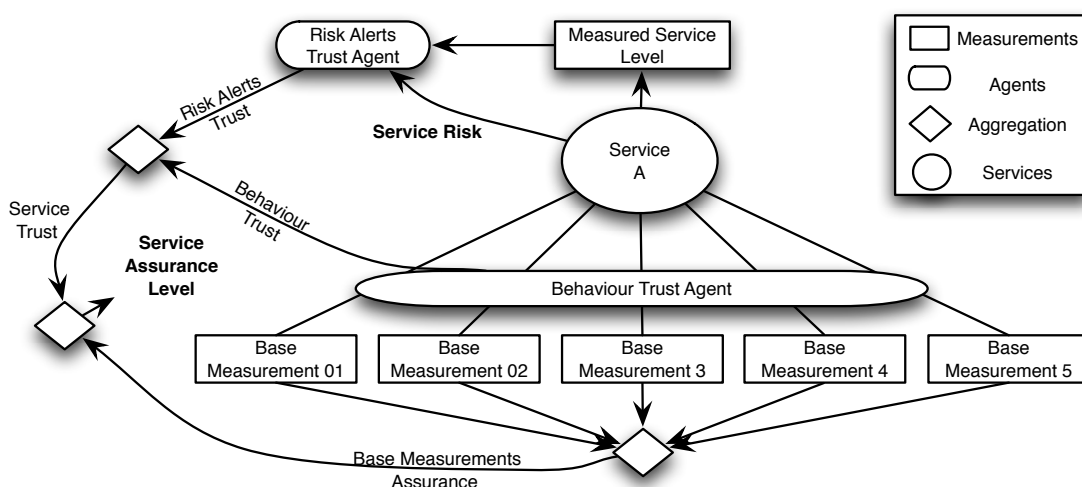 Risk Alerts
Trust Agent
Measured Service
Level
Measurements
Agents
Aggregation
Services
Risk Alerts
Trust
Service Risk
Service
A
Behaviour
Trust
Service
Trust
Service
Assurance
Level
Behaviour Trust Agent
Base
Measurement 01
Base
Measurement 02
Base
Measurement 3
Base
Measurement 4
Base
Measurement 5
Base Measurements
Assurance